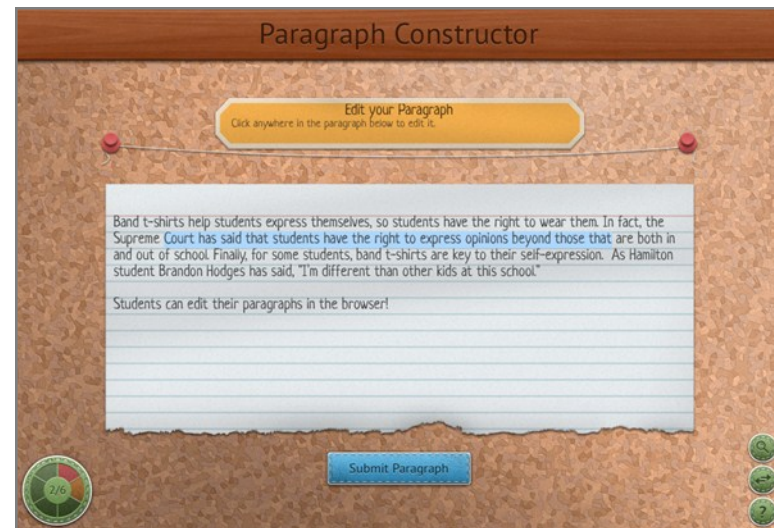 Paragraph Constructor
Edit your Paragraph
Click anywhere in the paragraph below to edit it.
Band t-shirts help students express themselves, so students have the right to wear them. In fact, the
Supreme Court has said that students have the right to express opinions beyond those that are both in
and out of school. Finally, for some students, band t-shirts are key to their self-expression.  As Hamilton
student Brandon Hodges has said, "I'm different than other kids at this school."
Students can edit their paragraphs in the browser!
Submit Paragraph
2/6
?